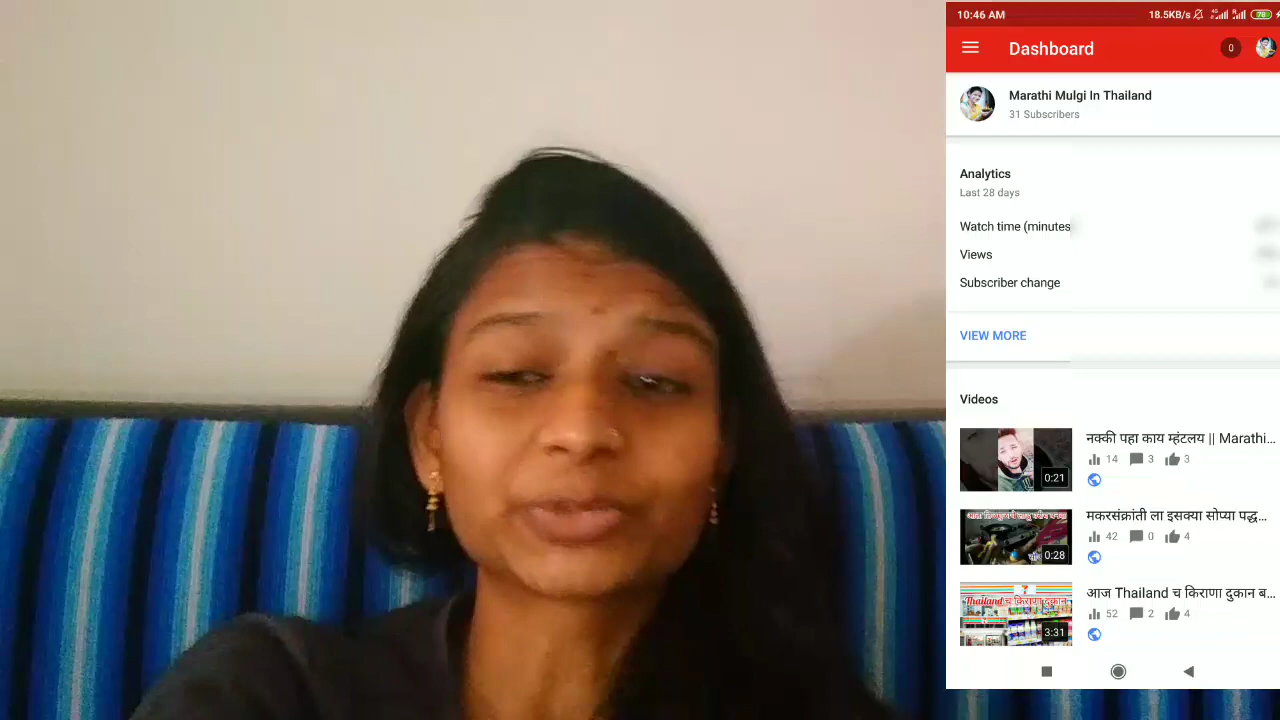 10:46 AM 18.5KB/s 4G R 78
Dashboard 0
Marathi Mulgi In Thailand
31 Subscribers
Analytics
Last 28 days
Watch time (minutes
Views
Subscriber change
VIEW MORE
Videos
नक्की पहा काय म्हंटलय || Marathi...
14 3 3
0:21
मकरसंक्रांती ला इसक्या सोप्या पद्ध...
42 0 4
0:28
आज Thailand च किराणा दुकान ब...
Thailand च किराणा दुकान
52 2 4
3:31